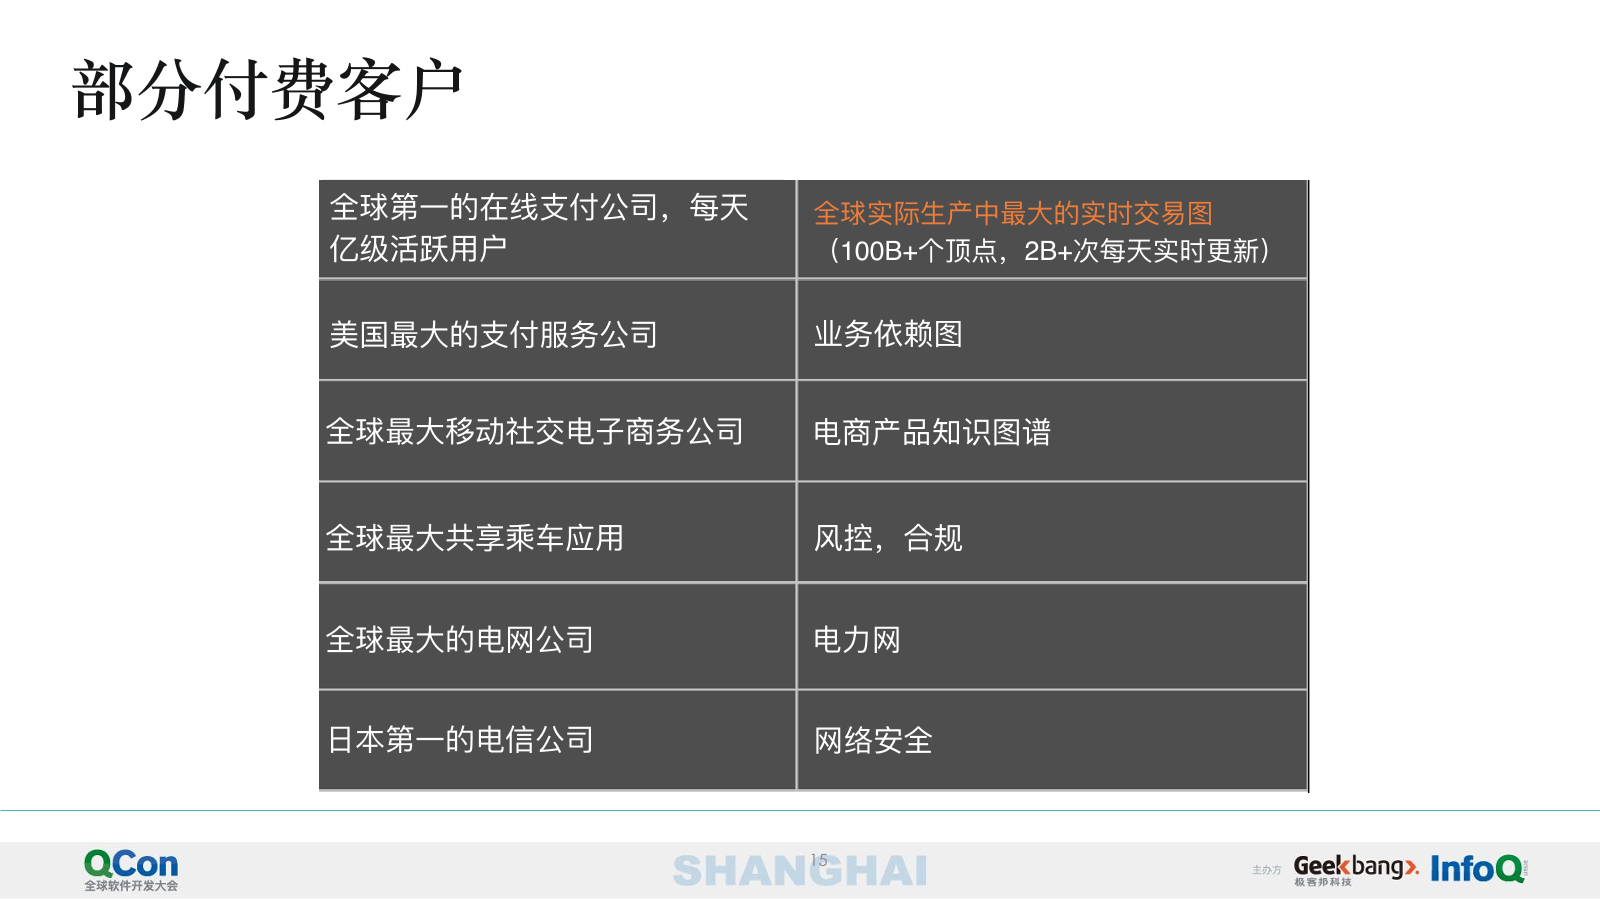 部分付费客户
全球第一的在线支付公司，每天
亿级活跃用户
全球实际生产中最大的实时交易图
（100B+个顶点，2B+次每天实时更新）
美国最大的支付服务公司
业务依赖图
全球最大移动社交电子商务公司
电商产品知识图谱
全球最大共享乘车应用
风控，合规
全球最大的电网公司
电力网
日本第一的电信公司
网络安全
QCon
全球软件开发大会
SHANGHAI
15
主办方
Geekbang>.
极客邦科技
InfoQ